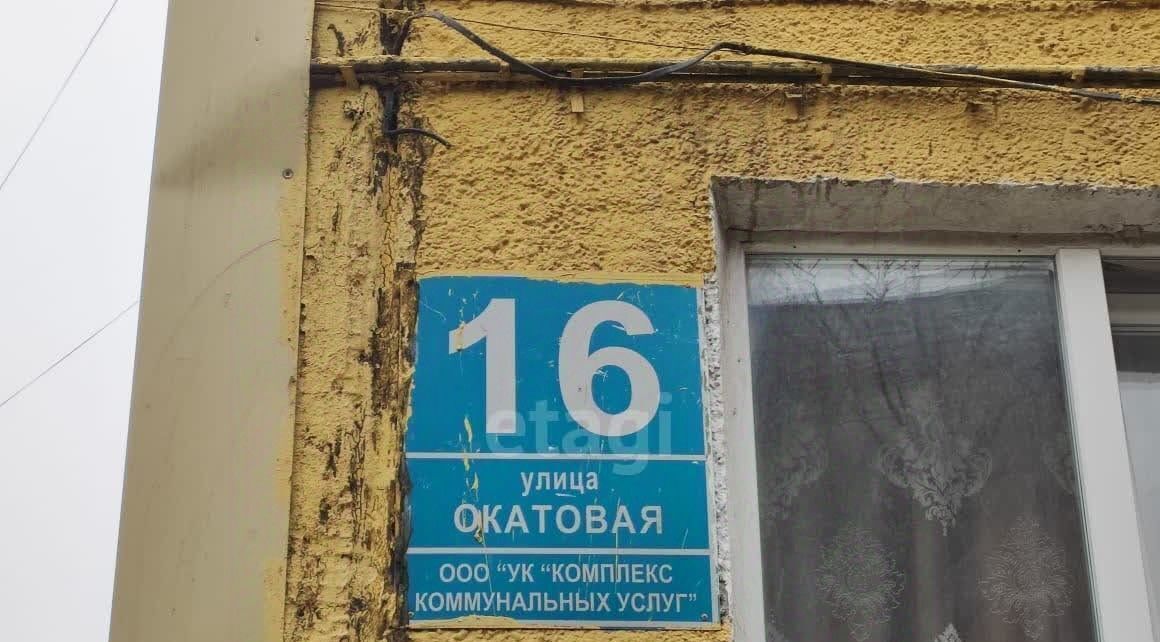 16
etagi
улица
ОКАТОВАЯ
ООО "УК "КОМПЛЕКС
КОММУНАЛЬНЫХ УСЛУГ"